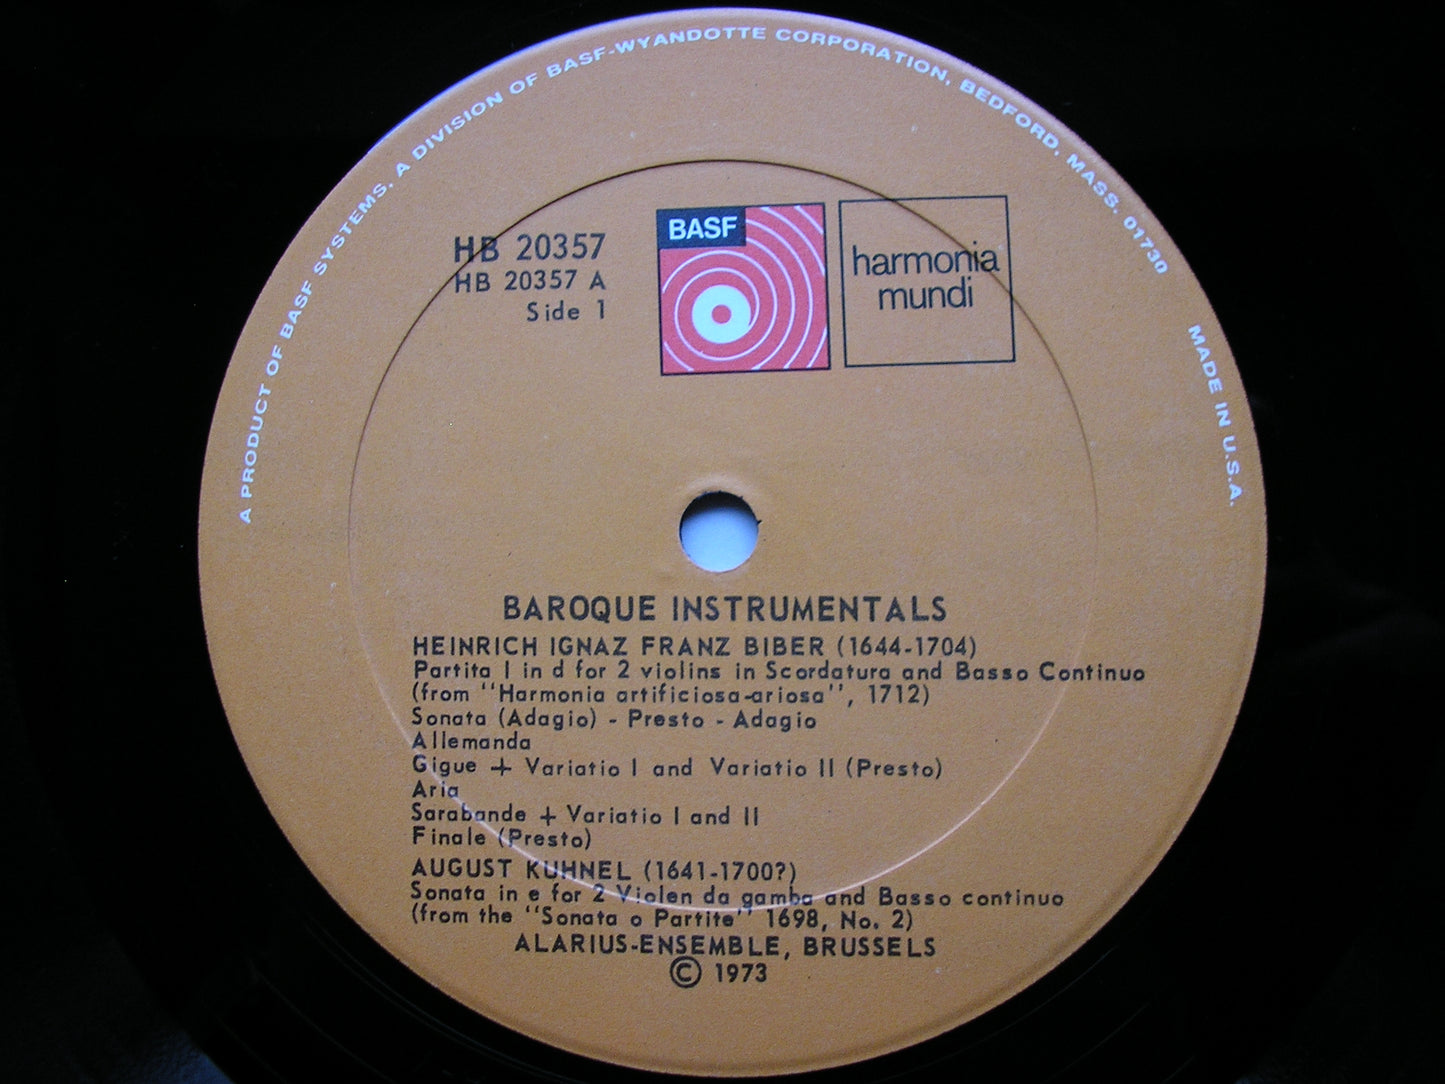 A PRODUCT OF BASF SYSTEMS, A DIVISION OF BASF-WYANDOTTE CORPORATION, BEDFORD, MASS. 01730
MADE IN U.S.A.
HB 20357
HB 20357 A
Side 1
BASF
harmonia
mundi
BAROQUE INSTRUMENTALS
HEINRICH IGNAZ FRANZ BIBER (1644-1704)
Partita I in d for 2 violins in Scordatura and Basso Continuo
(from "Harmonia artificiosa-ariosa", 1712)
Sonata (Adagio) - Presto - Adagio
Allemanda
Gigue + Variatio I and Variatio II (Presto)
Aria
Sarabande + Variatio I and II
Finale (Presto)
AUGUST KUHNEL (1641-1700?)
Sonata in e for 2 Violen da gamba and Basso continuo
(from the "Sonata o Partite" 1698, No. 2)
ALARIUS-ENSEMBLE, BRUSSELS
© 1973